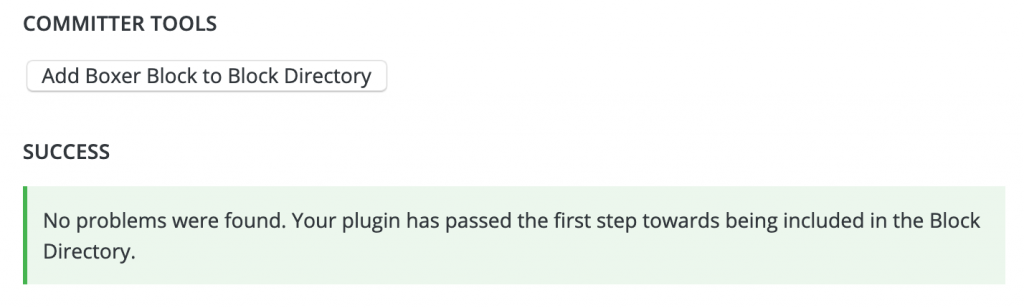 COMMITTER TOOLS
Add Boxer Block to Block Directory
SUCCESS
No problems were found. Your plugin has passed the first step towards being included in the Block
Directory.